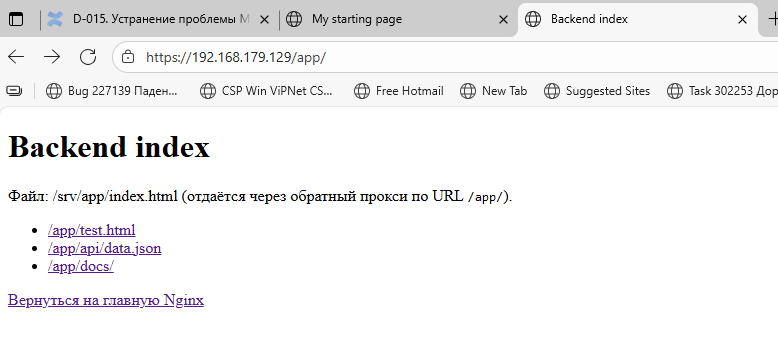 D-015. Устранение проблемы М
My starting page
Backend index
https://192.168.179.129/app/
Bug 227139 Паден...
CSP Win ViPNet CS...
Free Hotmail
New Tab
Suggested Sites
Task 302253 Дор
Backend index
Файл: /srv/app/index.html (отдаётся через обратный прокси по URL /app/).
/app/test.html
/app/api/data.json
/app/docs/
Вернуться на главную Nginx